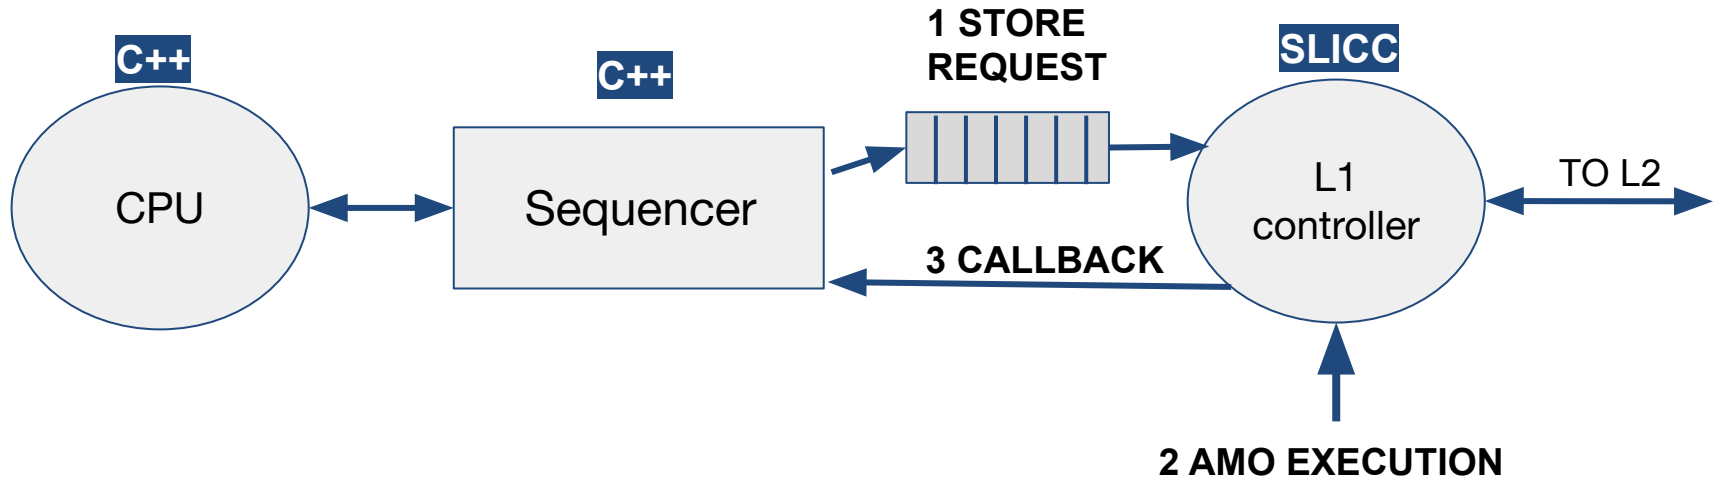 C++
CPU
C++
Sequencer
1 STORE
REQUEST
3 CALLBACK
SLICC
L1
controller
TO L2
2 AMO EXECUTION